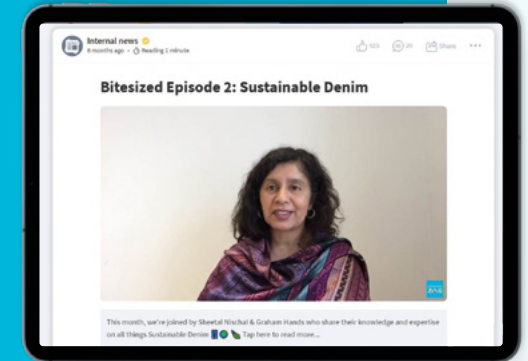 Internal news
8 months ago • Reading 1 minute
521
20
Share
Bitesized Episode 2: Sustainable Denim
This month, we're joined by Sheetal Nischal & Graham Hands who share their knowledge and expertise
on all things Sustainable Denim 👖🌍🍃 Tap here to read more...